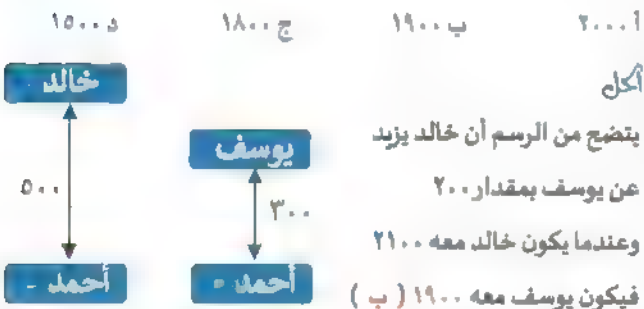 أ ٢٠٠٠ ب ١٩٠٠ ج ١٨٠٠ د ١٥٠٠
الحل
يتضح من الرسم أن خالد يزيد
عن يوسف بمقدار ٢٠٠
وعندما يكون خالد معه ٢١٠٠
فيكون يوسف معه ١٩٠٠ ( ب )
يوسف
٣٠٠
أحمد
خالد
٥٠٠
أحمد